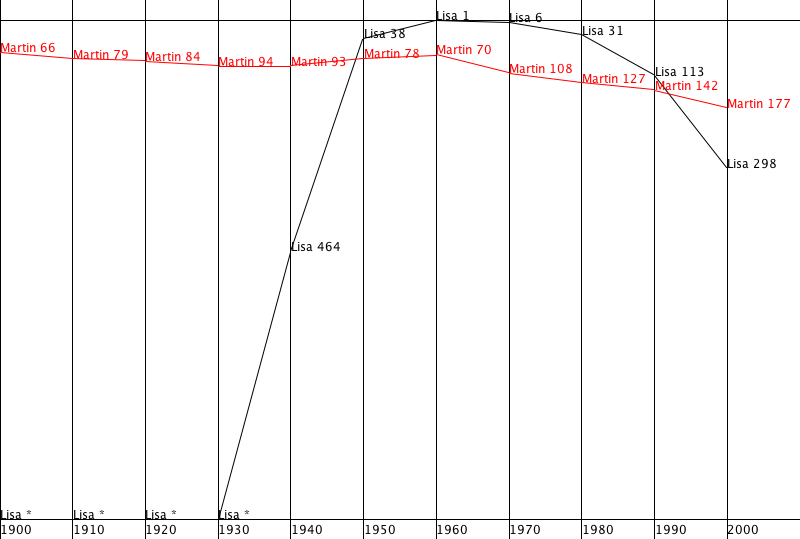 Lisa 1
Lisa 6
Lisa 31
Lisa 38
Martin 66
Martin 79
Martin 84
Martin 94
Martin 93
Martin 78
Martin 70
Martin 108
Martin 127
Lisa 113
Martin 142
Martin 177
Lisa 298
Lisa 464
Lisa * Lisa * Lisa * Lisa *
1900 1910 1920 1930 1940 1950 1960 1970 1980 1990 2000